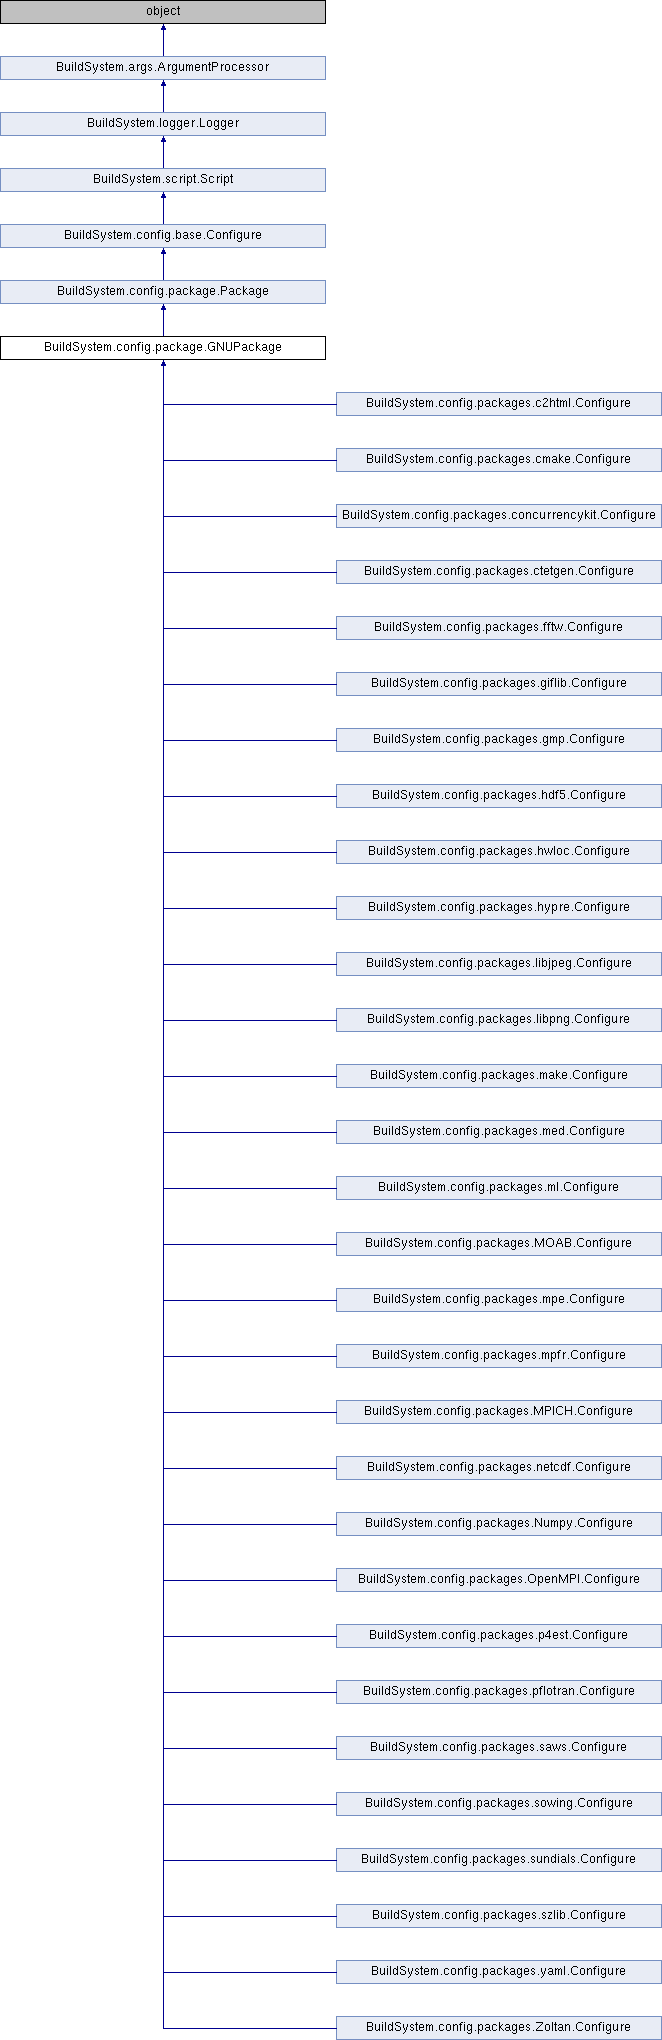 object
BuildSystem.args.ArgumentProcessor
BuildSystem.logger.Logger
BuildSystem.script.Script
BuildSystem.config.base.Configure
BuildSystem.config.package.Package
BuildSystem.config.package.GNUPackage
BuildSystem.config.packages.c2html.Configure
BuildSystem.config.packages.cmake.Configure
BuildSystem.config.packages.concurrencykit.Configure
BuildSystem.config.packages.ctetgen.Configure
BuildSystem.config.packages.fftw.Configure
BuildSystem.config.packages.giflib.Configure
BuildSystem.config.packages.gmp.Configure
BuildSystem.config.packages.hdf5.Configure
BuildSystem.config.packages.hwloc.Configure
BuildSystem.config.packages.hypre.Configure
BuildSystem.config.packages.libjpeg.Configure
BuildSystem.config.packages.libpng.Configure
BuildSystem.config.packages.make.Configure
BuildSystem.config.packages.med.Configure
BuildSystem.config.packages.ml.Configure
BuildSystem.config.packages.MOAB.Configure
BuildSystem.config.packages.mpe.Configure
BuildSystem.config.packages.mpfr.Configure
BuildSystem.config.packages.MPICH.Configure
BuildSystem.config.packages.netcdf.Configure
BuildSystem.config.packages.Numpy.Configure
BuildSystem.config.packages.OpenMPI.Configure
BuildSystem.config.packages.p4est.Configure
BuildSystem.config.packages.pflotran.Configure
BuildSystem.config.packages.saws.Configure
BuildSystem.config.packages.sowing.Configure
BuildSystem.config.packages.sundials.Configure
BuildSystem.config.packages.szlib.Configure
BuildSystem.config.packages.yaml.Configure
BuildSystem.config.packages.Zoltan.Configure